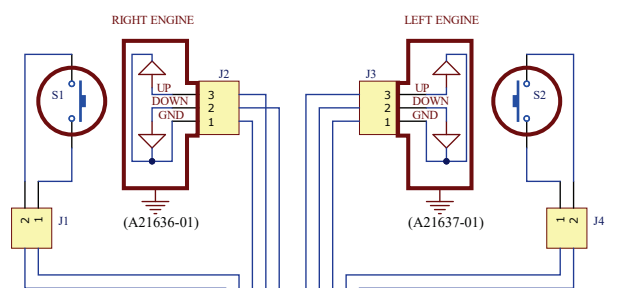 RIGHT ENGINE
LEFT ENGINE
J2
J3
S1
UP
DOWN
GND
3
2
1
3
2
1
UP
DOWN
GND
S2
2 1
J1
(A21636-01)
(A21637-01)
1 2
J4